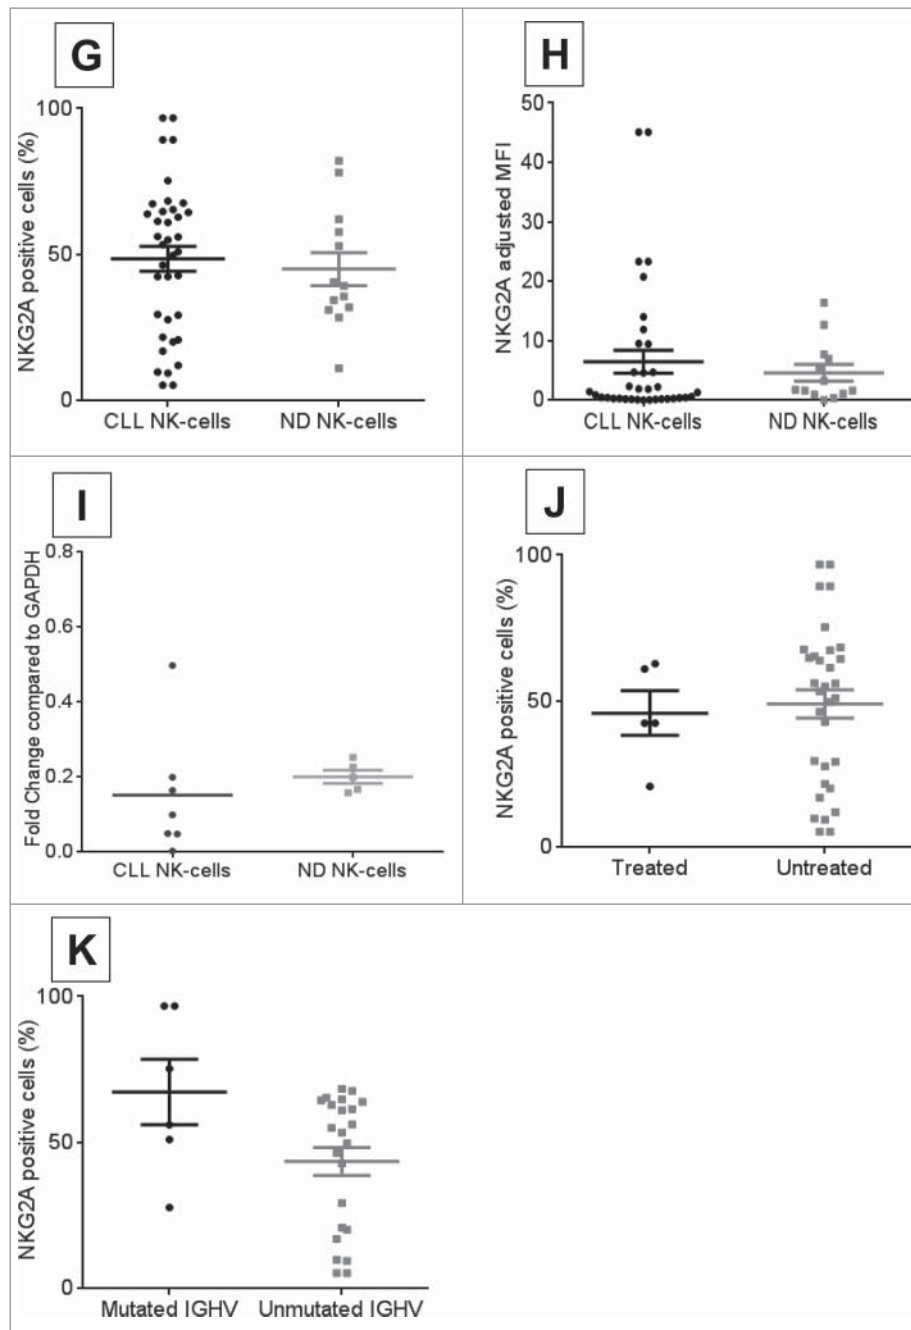 G
NKG2A positive cells (%)
100
50
0
CLL NK-cells ND NK-cells
H
NKG2A adjusted MFI
50
40
30
20
10
0
CLL NK-cells ND NK-cells
I
Fold Change compared to GAPDH
0.8
0.6
0.4
0.2
0.0
CLL NK-cells ND NK-cells
J
NKG2A positive cells (%)
100
50
0
Treated Untreated
K
NKG2A positive cells (%)
100
50
0
Mutated IGHV Unmutated IGHV